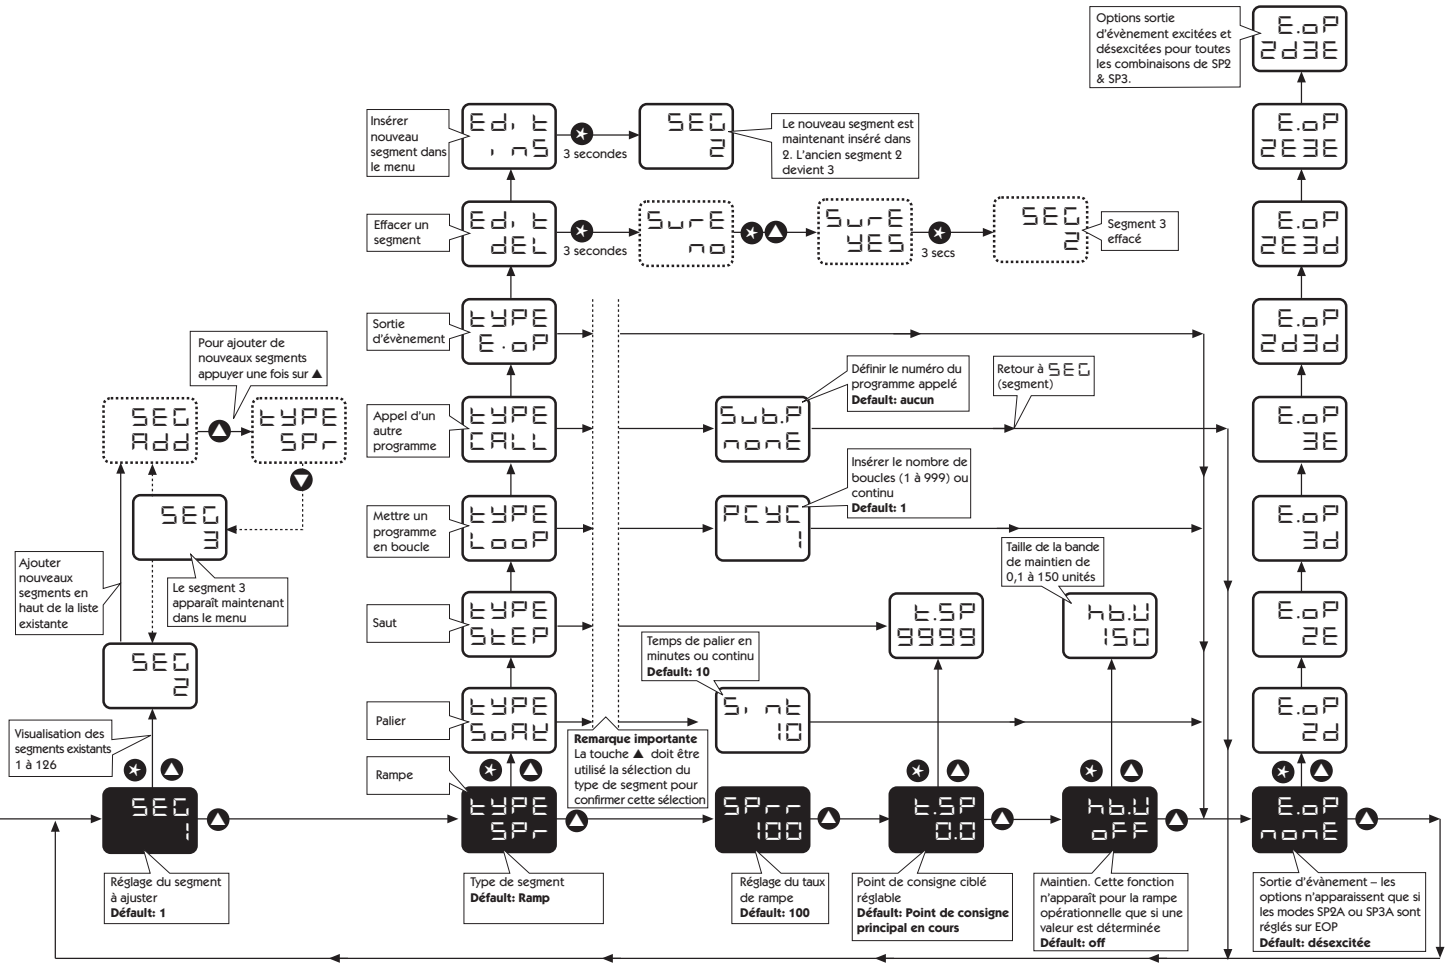 Options sortie
d'évènement excitées et
désexcitées pour toutes
les combinaisons de SP2
& SP3.
E.oP
2d3E
Insérer
nouveau
segment dans
le menu
Edit
inS
3 secondes
SEG
2
Le nouveau segment est
maintenant inséré dans
2. L'ancien segment 2
devient 3
E.oP
2E3E
Effacer un
segment
Edit
dEL
3 secondes
SurE
no
SurE
YES
3 secs
SEG
2
Segment 3
effacé
E.oP
2E3d
Sortie
d'évènement
tYPE
E.oP
E.oP
2d3d
Pour ajouter de
nouveaux segments
appuyer une fois sur ▲
SEG
Add
tYPE
SPr
Appel d'un
autre
programme
tYPE
CALL
Sub.P
nonE
Définir le numéro du
programme appelé
Default: aucun
Retour à SEG
(segment)
E.oP
3E
SEG
3
Mettre un
programme
en boucle
tYPE
LooP
PCYC
1
Insérer le nombre de
boucles (1 à 999) ou
continu
Default: 1
E.oP
3d
Ajouter
nouveaux
segments en
haut de la liste
existante
Le segment 3
apparaît maintenant
dans le menu
Saut
tYPE
StEP
t.SP
9999
Taille de la bande
de maintien de
0,1 à 150 unités
hb.U
150
E.oP
2E
SEG
2
Visualisation des
segments existants
1 à 126
Palier
tYPE
SoAK
Temps de palier en
minutes ou continu
Default: 10
Sint
10
E.oP
2d
Remarque importante
La touche ▲ doit être
utilisé la sélection du
type de segment pour
confirmer cette sélection
Rampe
SEG
1
tYPE
SPr
SPrr
100
t.SP
0.0
hb.U
oFF
E.oP
nonE
Réglage du segment
à ajuster
Défault: 1
Type de segment
Défault: Ramp
Réglage du taux
de rampe
Défault: 100
Point de consigne ciblé
réglable
Défault: Point de consigne
principal en cours
Maintien. Cette fonction
n'apparaît pour la rampe
opérationnelle que si une
valeur est déterminée
Défault: off
Sortie d'évànement – les
options n'apparaissent que si
les modes SP2A ou SP3A sont
réglés sur EOP
Défault: désexcitée